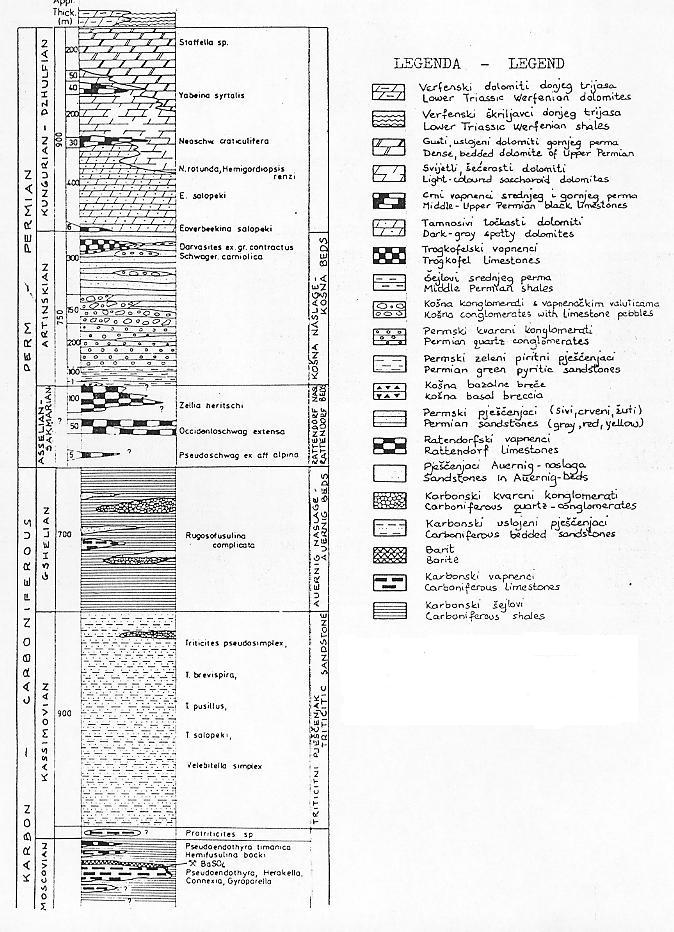 Appr.
Thick.
(m)
PERM / PERMIAN
KUNGURIAN - DZHULFIAN
900
200
50
40
200
30
400
6
Staffella sp.
Yabeina syrtalis
Neoschw. craticulifera
N. rotunda, Hemigordiopsis
renzi
E. salopeki
Eoverbeekina salopeki
ARTINSKIAN
750
300
150
200
100
-1
Darvasites ex. gr. contractus
Schwager. carniolica
KOŠNA NASLAGE -
KOŠNA BEDS
?
ASSELIAN-
SAKMARIAN
100
50
5
?
Zellia heritschi
?
Occidentoschwag extensa
?
Pseudoschwag ex aff alpina
RATTENDORF NASL
RATTENDORF BEDS
KARBON - CARBONIFEROUS
GSHELIAN
700
Rugosofusulina
complicata
AUERNIG NASLAGE -
AUERNIG BEDS
KASSIMOVIAN
900
Triticites pseudosimplex,
T. brevispira,
T pusillus,
T salopeki,
Velebitella simplex
TRITICITNI PJEŠČENJAK
TRITICITIC SANDSTONE
?
Protriticites sp
MOSCOVIAN
Pseudoendothyra timanica
Hemifusulina bocki
BaSO4
Pseudoendothyra, Herakella,
Connexia, Gyroporella
?
?
LEGENDA - LEGEND
Verfenski dolomiti donjeg trijasa
Lower Triassic Werfenian dolomites
Verfenski škriljavci donjeg trijasa
Lower Triassic Werfenian shales
Gusti, uslojeni dolomiti gornjeg perma
Dense, bedded dolomite of Upper Permian
Svijetli, šećerasti dolomiti
Light-coloured saccharoid dolomites
Crni vapnenci srednjeg i gornjeg perma
Middle-Upper Permian black limestones
Tamnosivi točkasti dolomiti
Dark-gray spotty dolomites
Trogkofelski vapnenci
Trogkofel Limestones
Šejlovi srednjeg perma
Middle Permian shales
Košna konglomerati s vapnenačkim valuticama
Košna conglomerates with limestone pebbles
Permski kvarcni konglomerati
Permian quartz conglomerates
Permski zeleni piritni pješčenjaci
Permian green pyritic sandstones
Košna bazalne breče
Košna basal breccia
Permski pješčenjaci (sivi, crveni, žuti)
Permian sandstones (gray, red, yellow)
Ratendorfski vapnenci
Rattendorf limestones
Pješčenjaci Auernig-naslaga
Sandstones in Auernig-beds
Karbonski kvarcni konglomerati
Carboniferous quartz-conglomerates
Karbonski uslojeni pješčenjaci
Carboniferous bedded sandstones
Barit
Barite
Karbonski vapnenci
Carboniferous limestones
Karbonski šejlovi
Carboniferous shales